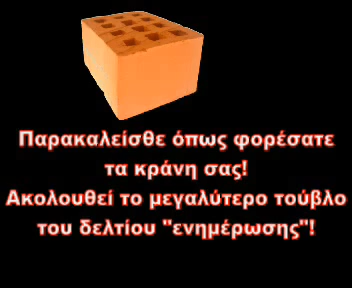 Παρακαλείσθε όπως φορέσατε
τα κράνη σας!
Ακολουθεί το μεγαλύτερο τούβλο
του δελτίου "ενημέρωσης"!